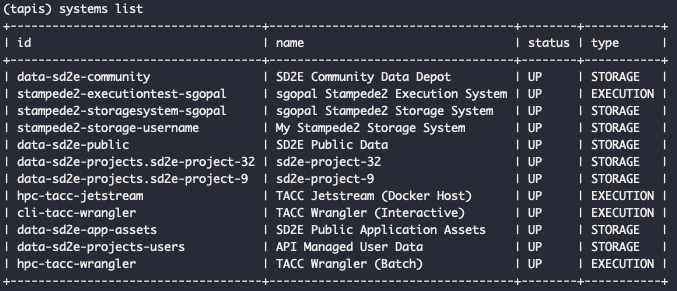 (tapis) systems list
+------------------------------------+----------------------------------+--------+-----------+
| id | name | status | type |
+------------------------------------+----------------------------------+--------+-----------+
| data-sd2e-community | SD2E Community Data Depot | UP | STORAGE |
| stampede2-executiontest-sgopal | sgopal Stampede2 Execution System | UP | EXECUTION |
| stampede2-storagesystem-sgopal | sgopal Stampede2 Storage System | UP | STORAGE |
| stampede2-storage-username | My Stampede2 Storage System | UP | STORAGE |
| data-sd2e-public | SD2E Public Data | UP | STORAGE |
| data-sd2e-projects.sd2e-project-32 | sd2e-project-32 | UP | STORAGE |
| data-sd2e-projects.sd2e-project-9 | sd2e-project-9 | UP | STORAGE |
| hpc-tacc-jetstream | TACC Jetstream (Docker Host) | UP | EXECUTION |
| cli-tacc-wrangler | TACC Wrangler (Interactive) | UP | EXECUTION |
| data-sd2e-app-assets | SD2E Public Application Assets | UP | STORAGE |
| data-sd2e-projects-users | API Managed User Data | UP | STORAGE |
| hpc-tacc-wrangler | TACC Wrangler (Batch) | UP | EXECUTION |
+------------------------------------+----------------------------------+--------+-----------+